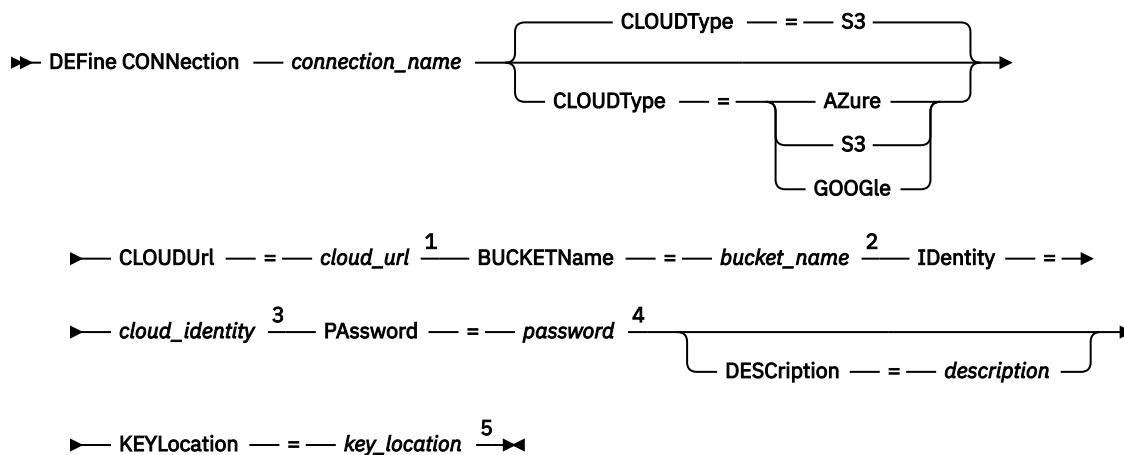 CLOUDType = S3
DEFine CONNection connection_name
CLOUDType = AZure
S3
GOOGle
CLOUDUrl = cloud_url 1 BUCKETName = bucket_name 2 IDentity =
cloud_identity 3 PAssword = password 4
DESCription = description
KEYLocation = key_location 5